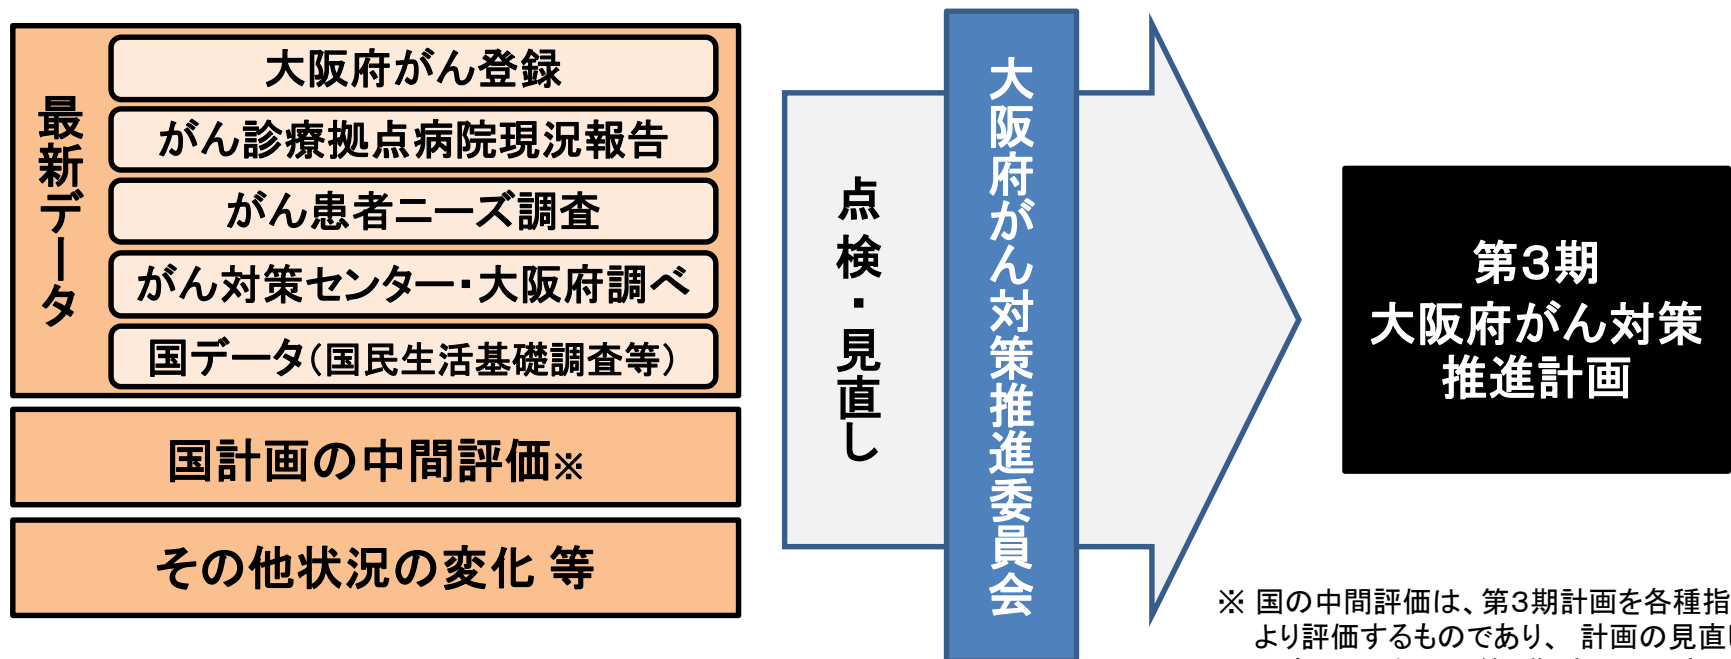 最新データ
大阪府がん登録
がん診療拠点病院現況報告
がん患者ニーズ調査
がん対策センター・大阪府調べ
国データ（国民生活基礎調査等）
国計画の中間評価※
その他状況の変化 等
点検・見直し
大阪府がん対策推進委員会
第３期
大阪府がん対策
推進計画
※ 国の中間評価は、第３期計画を各種指
より評価するものであり、 計画の見直